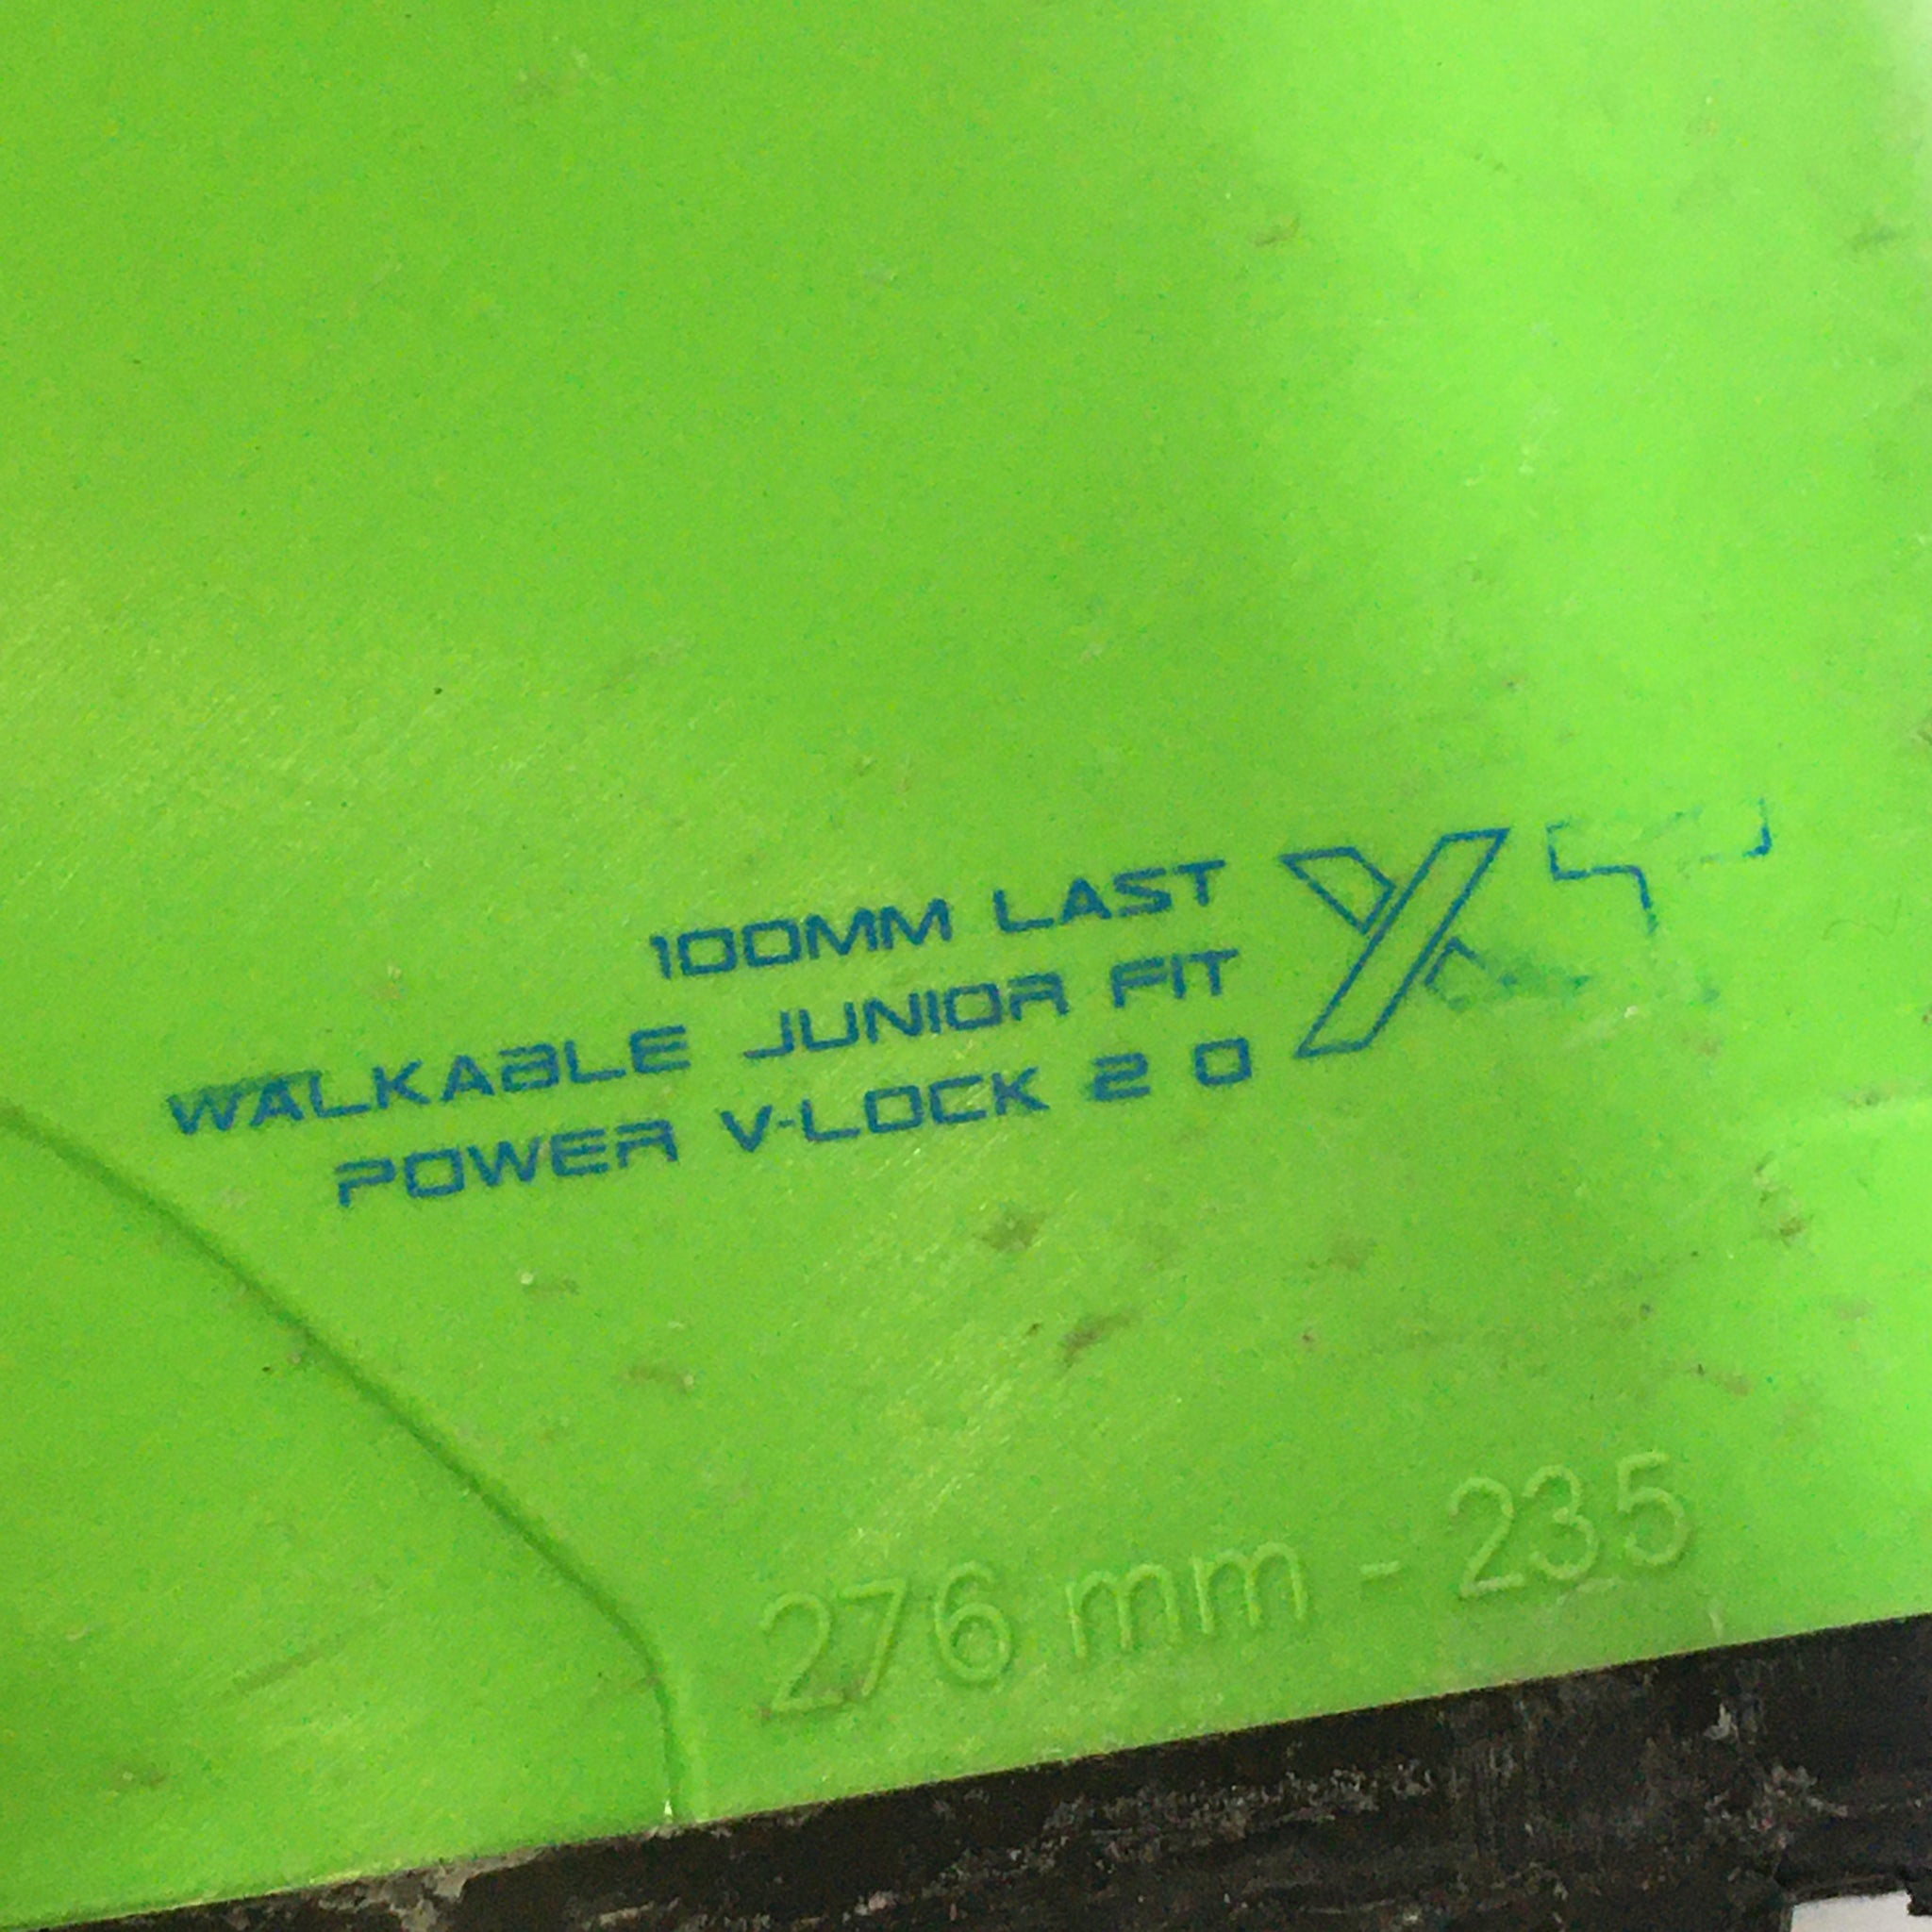 100MM LAST
WALKABLE JUNIOR FIT
POWER V-LOCK 2 0
276 mm - 235